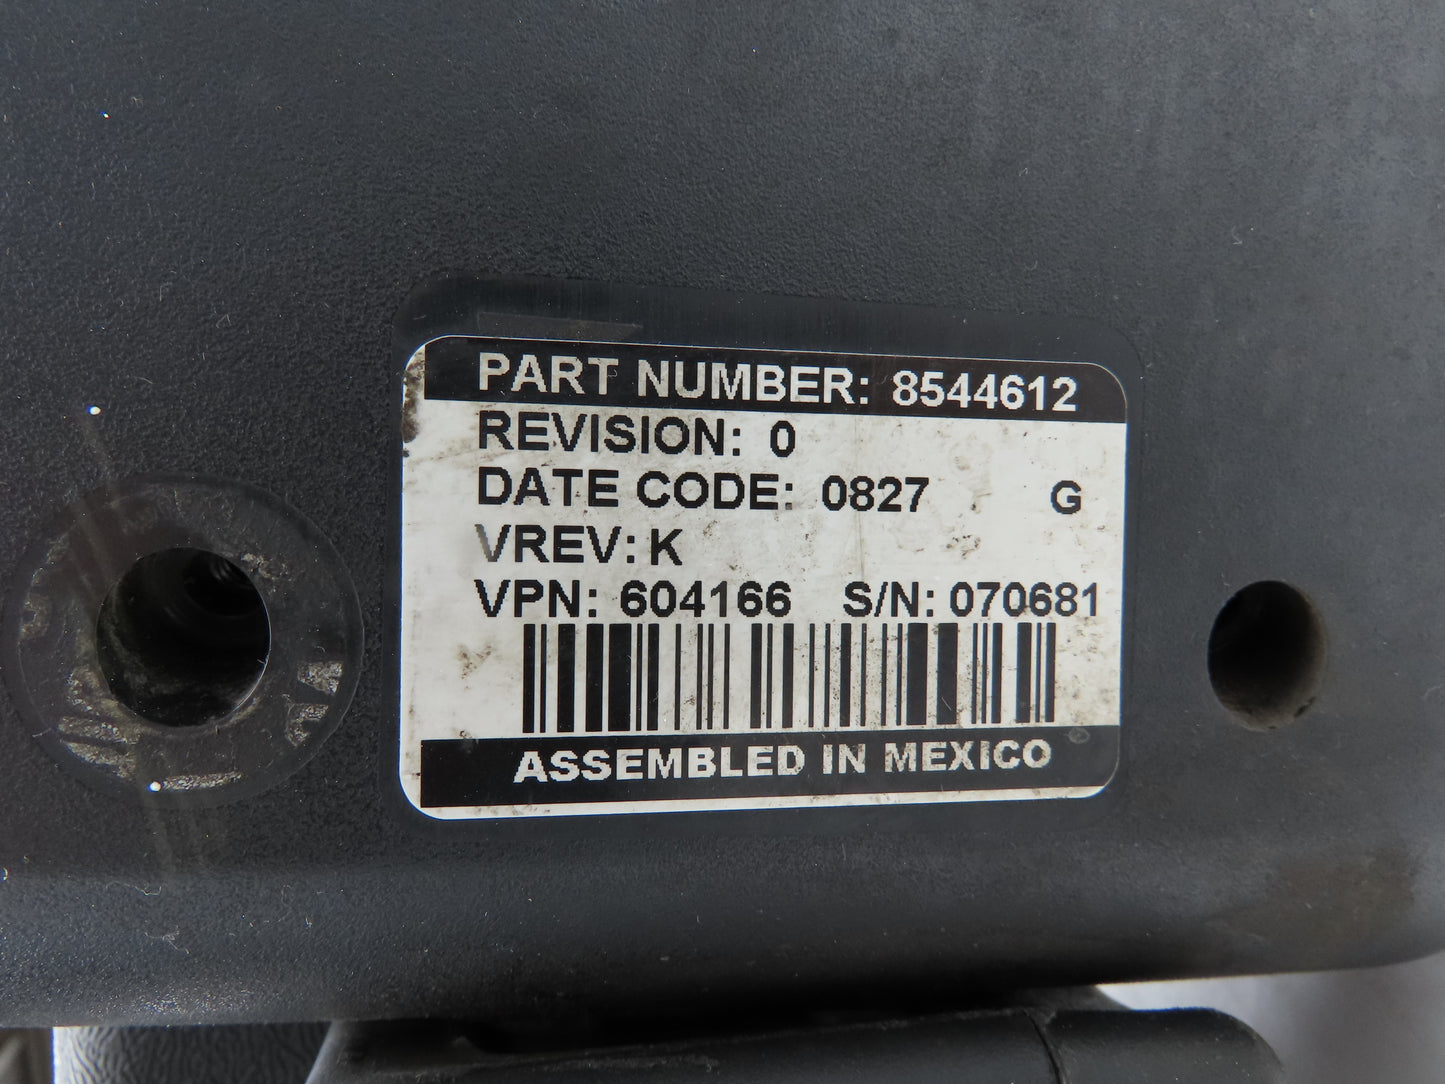 PART NUMBER: 8544612
REVISION: 0
DATE CODE: 0827 G
VREV: K
VPN: 604166 S/N: 070681
ASSEMBLED IN MEXICO